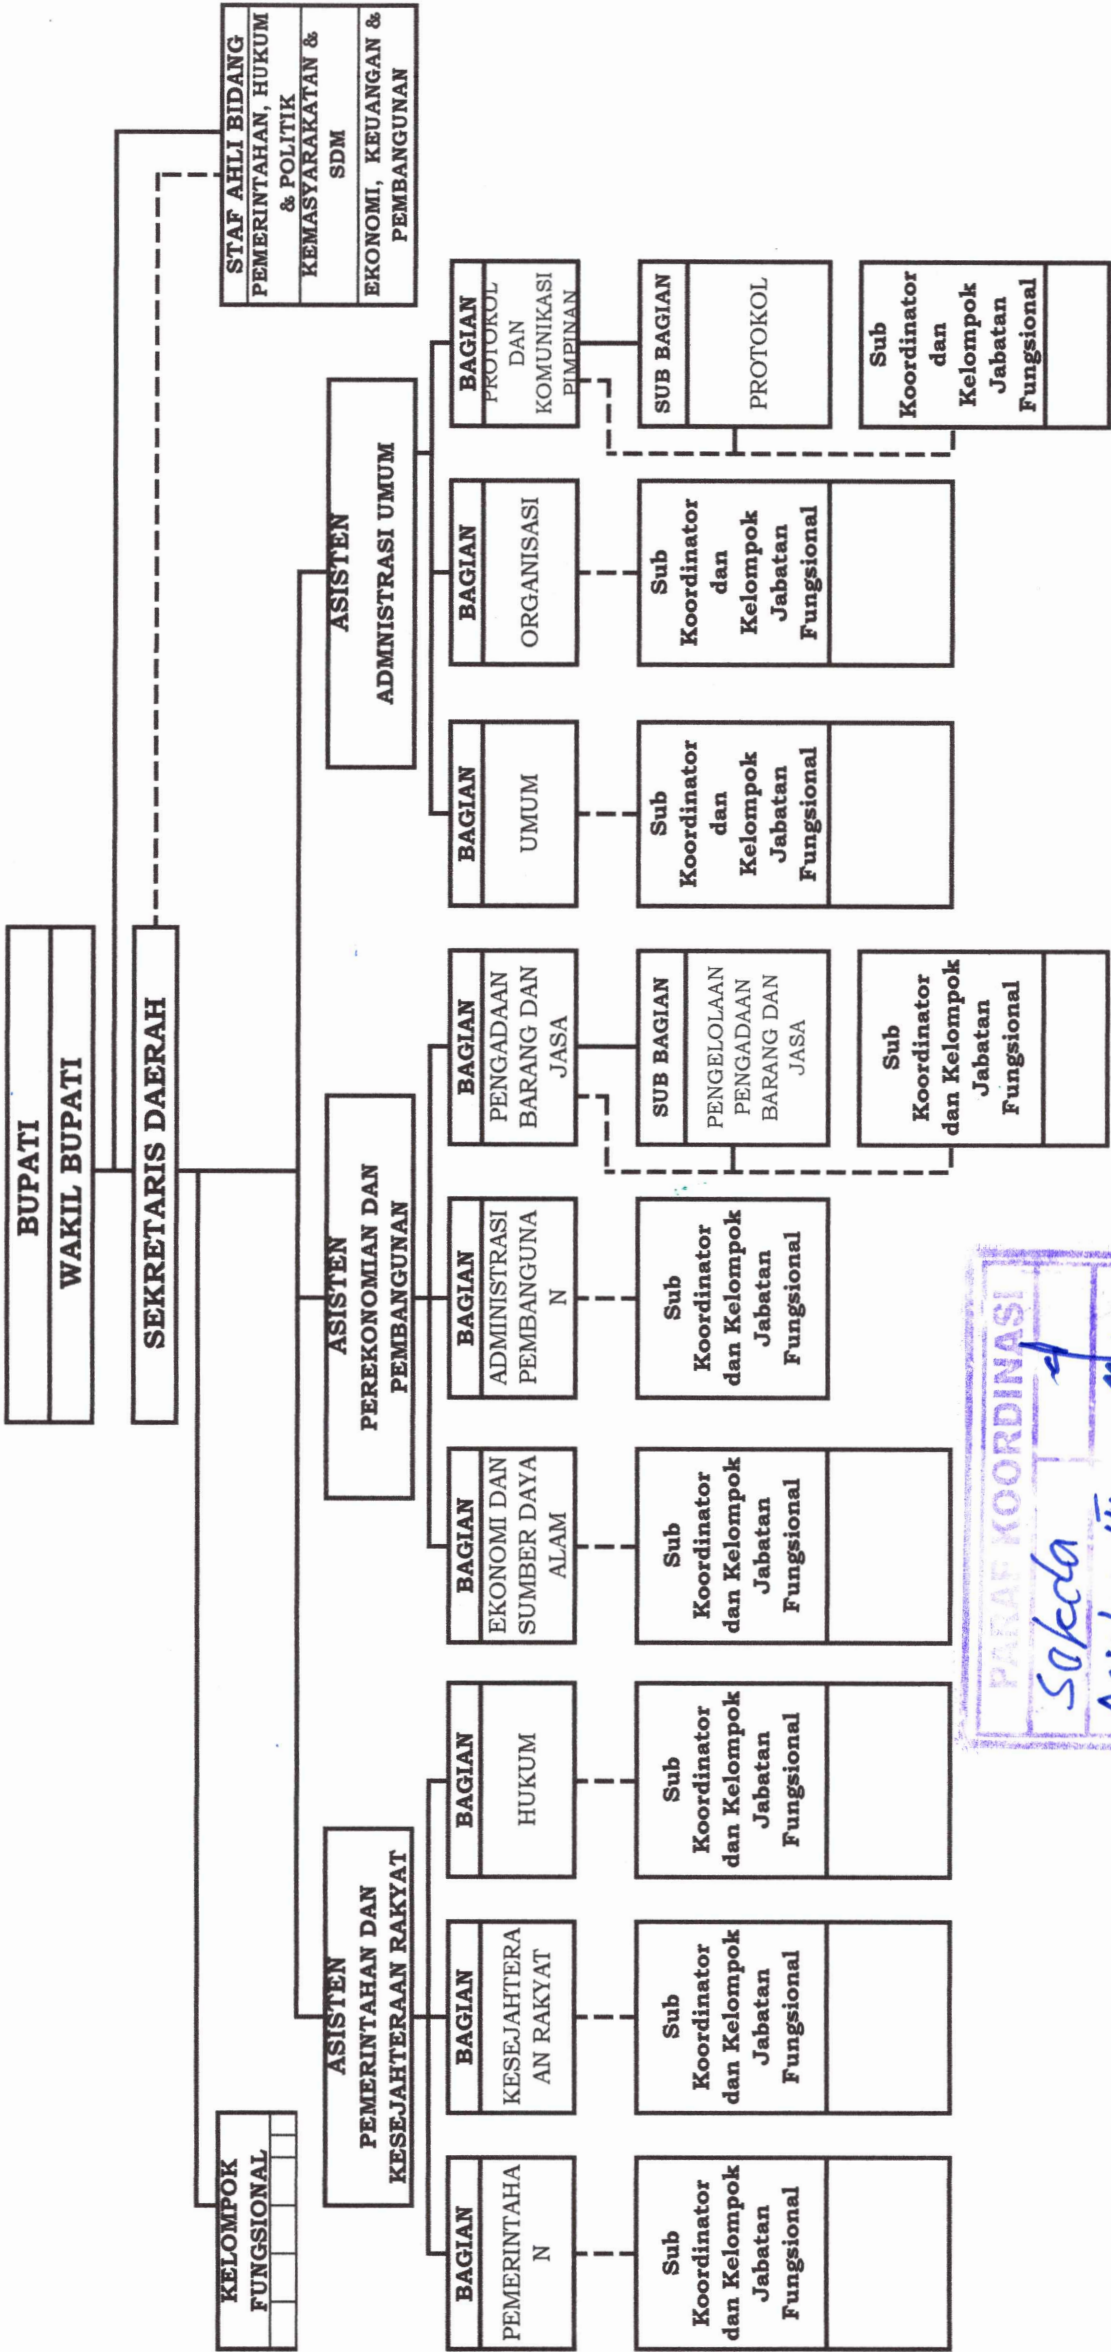 BUPATI
WAKIL BUPATI
SEKRETARIS DAERAH
STAF AHLI BIDANG
PEMERINTAHAN, HUKUM
& POLITIK
KEMASYARAKATAN &
SDM
EKONOMI, KEUANGAN &
PEMBANGUNAN
KELOMPOK
FUNGSIONAL
ASISTEN
PEMERINTAHAN DAN
KESEJAHTERAAN RAKYAT
ASISTEN
PEREKONOMIAN DAN
PEMBANGUNAN
ASISTEN
ADMNISTRASI UMUM
BAGIAN
PEMERINTAHA
N
BAGIAN
KESEJAHTERA
AN RAKYAT
BAGIAN
HUKUM
BAGIAN
EKONOMI DAN
SUMBER DAYA
ALAM
BAGIAN
ADMINISTRASI
PEMBANGUNA
N
BAGIAN
PENGADAAN
BARANG DAN
JASA
BAGIAN
UMUM
BAGIAN
ORGANISASI
BAGIAN
PROTOKOL
DAN
KOMUNIKASI
PIMPINAN
Sub
Koordinator
dan Kelompok
Jabatan
Fungsional
Sub
Koordinator
dan Kelompok
Jabatan
Fungsional
Sub
Koordinator
dan Kelompok
Jabatan
Fungsional
Sub
Koordinator
dan Kelompok
Jabatan
Fungsional
Sub
Koordinator
dan Kelompok
Jabatan
Fungsional
SUB BAGIAN
PENGELOLAAN
PENGADAAN
BARANG DAN
JASA
Sub
Koordinator
dan
Kelompok
Jabatan
Fungsional
Sub
Koordinator
dan
Kelompok
Jabatan
Fungsional
SUB BAGIAN
PROTOKOL
Sub
Koordinator
dan Kelompok
Jabatan
Fungsional
Sub
Koordinator
dan
Kelompok
Jabatan
Fungsional
PARAF KOORDINASI
Sekda